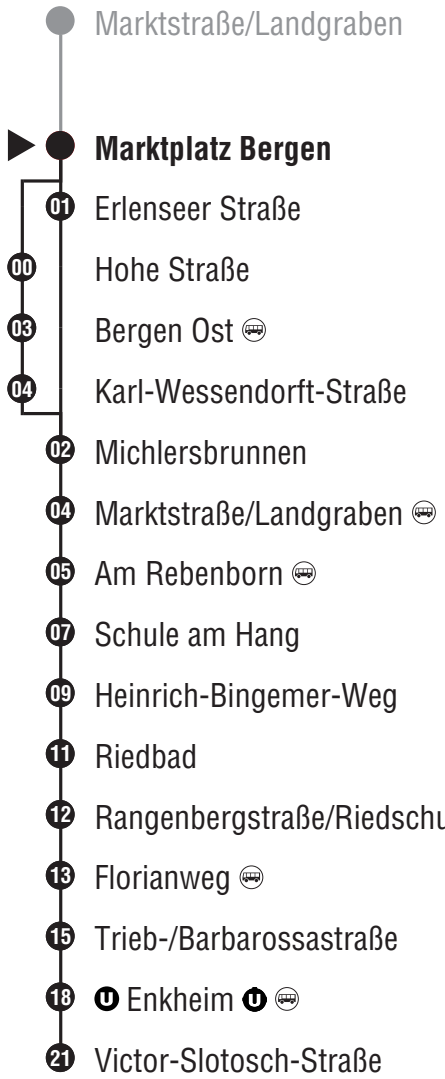 Marktstraße/Landgraben
Marktplatz Bergen
01 Erlenseer Straße
00 Hohe Straße
03 Bergen Ost
04 Karl-Wessendorft-Straße
02 Michlersbrunnen
04 Marktstraße/Landgraben
05 Am Rebenborn
07 Schule am Hang
09 Heinrich-Bingemer-Weg
11 Riedbad
12 Rangenbergstraße/Riedschu
13 Florianweg
15 Trieb-/Barbarossastraße
18 U Enkheim U
21 Victor-Slotosch-Straße